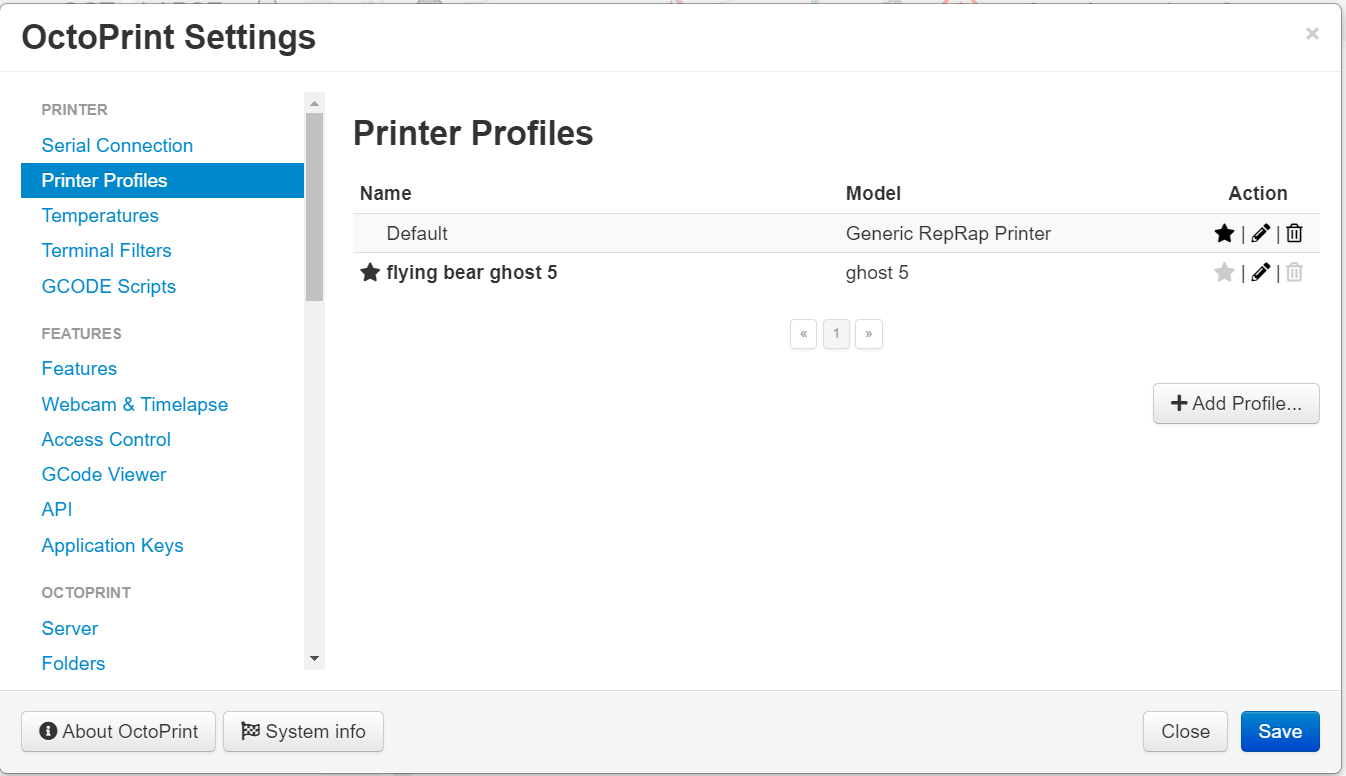 OctoPrint Settings
×
PRINTER
Serial Connection
Printer Profiles
Temperatures
Terminal Filters
GCODE Scripts
FEATURES
Features
Webcam & Timelapse
Access Control
GCode Viewer
API
Application Keys
OCTOPRINT
Server
Folders
Printer Profiles
Name Model Action
Default Generic RepRap Printer | |
flying bear ghost 5 ghost 5 | |
« 1 »
Add Profile...
About OctoPrint System info Close Save